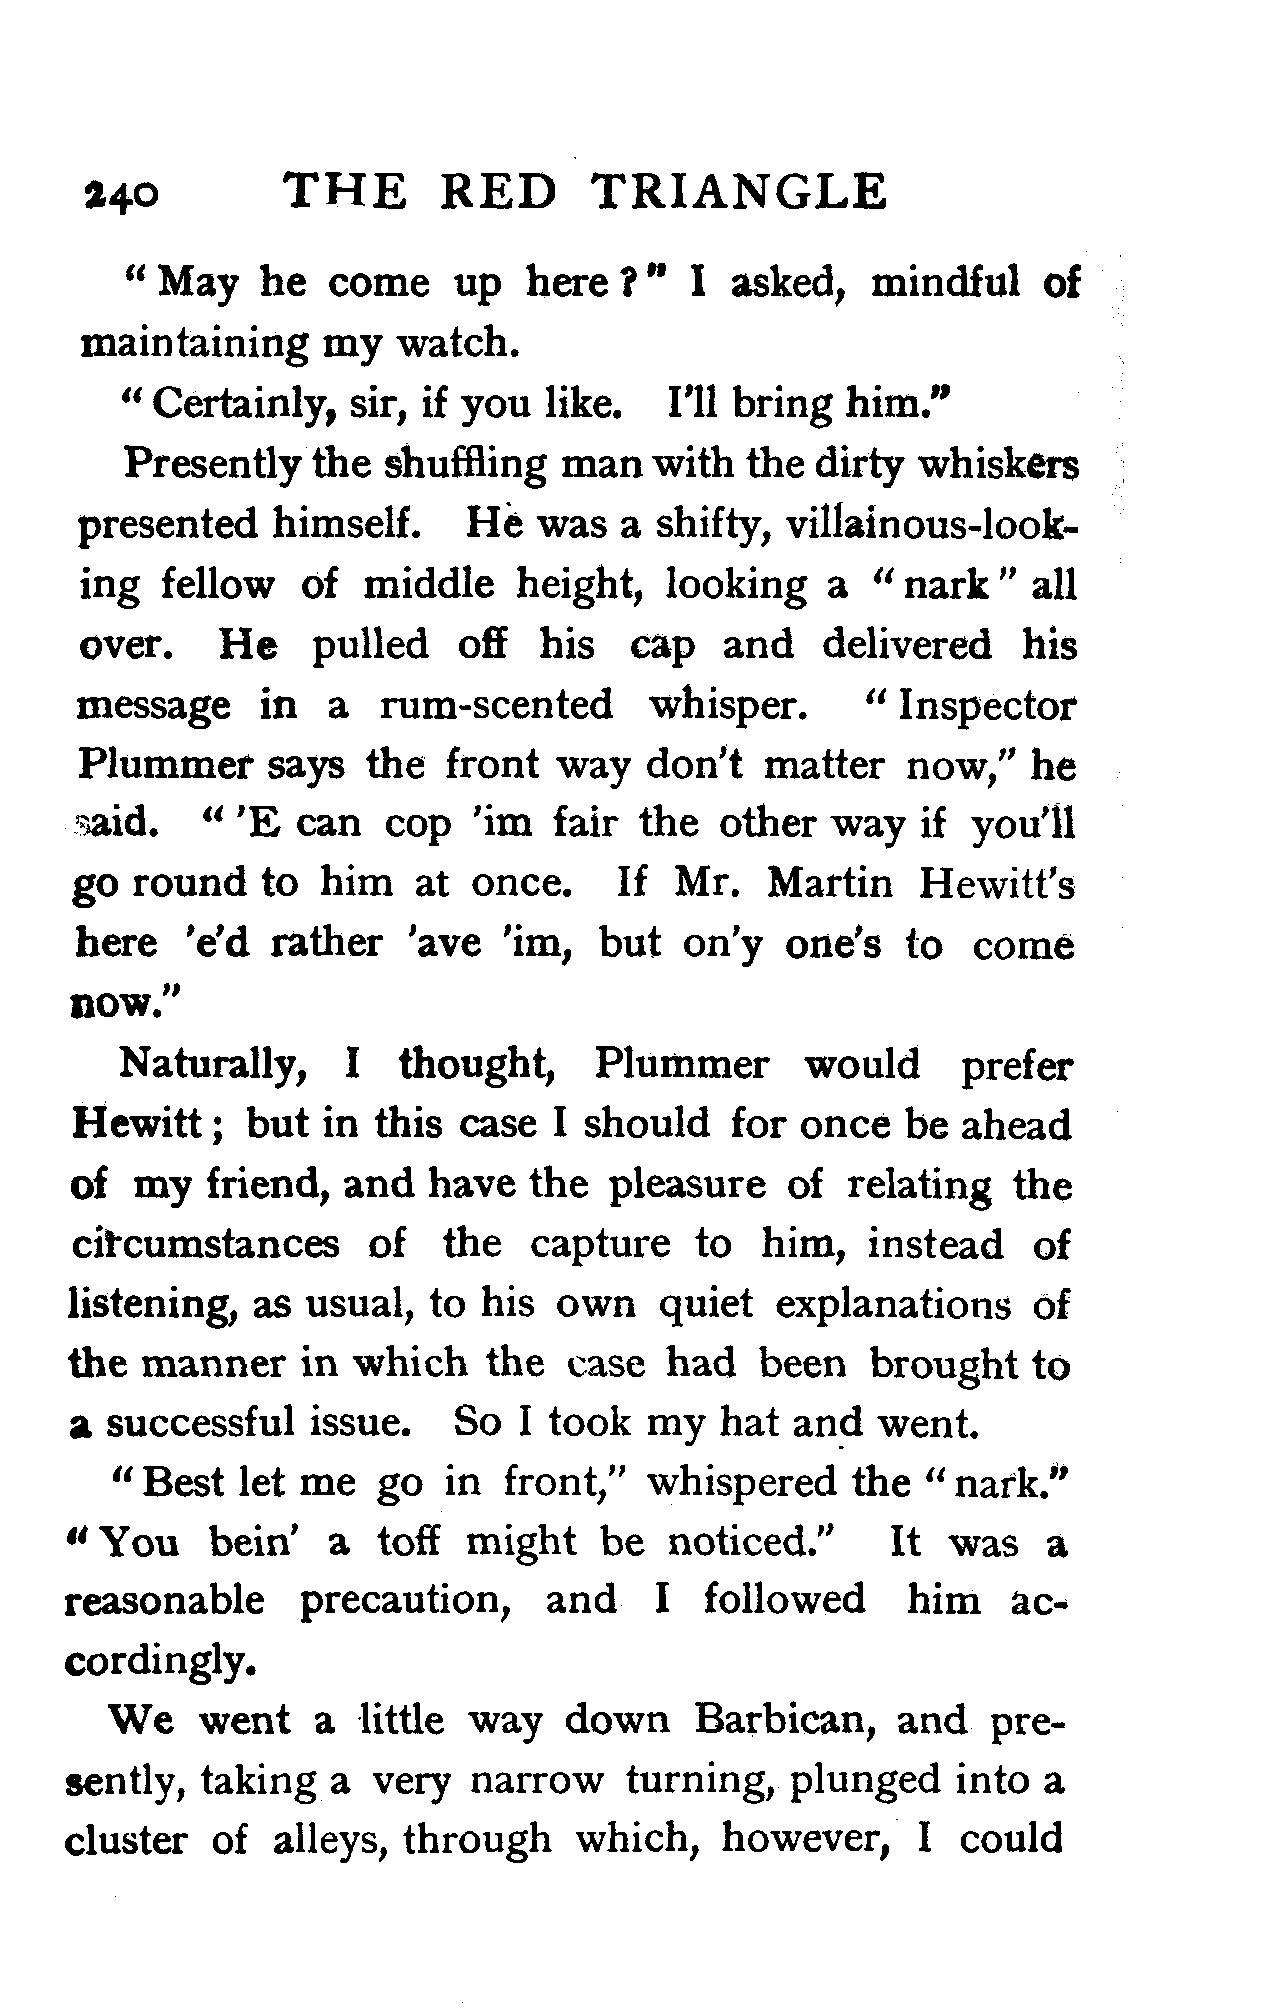 240 THE RED TRIANGLE
"May he come up here?" I asked, mindful of
maintaining my watch.
"Certainly, sir, if you like. I'll bring him."
Presently the shuffling man with the dirty whiskers
presented himself. He was a shifty, villainous-look-
ing fellow of middle height, looking a "nark" all
over. He pulled off his cap and delivered his
message in a rum-scented whisper. "Inspector
Plummer says the front way don't matter now," he
said. "'E can cop 'im fair the other way if you'll
go round to him at once. If Mr. Martin Hewitt's
here 'e'd rather 'ave 'im, but on'y one's to come
now."
Naturally, I thought, Plummer would prefer
Hewitt; but in this case I should for once be ahead
of my friend, and have the pleasure of relating the
circumstances of the capture to him, instead of
listening, as usual, to his own quiet explanations of
the manner in which the case had been brought to
a successful issue. So I took my hat and went.
"Best let me go in front," whispered the "nark."
"You bein' a toff might be noticed." It was a
reasonable precaution, and I followed him ac-
cordingly.
We went a little way down Barbican, and pre-
sently, taking a very narrow turning, plunged into a
cluster of alleys, through which, however, I could